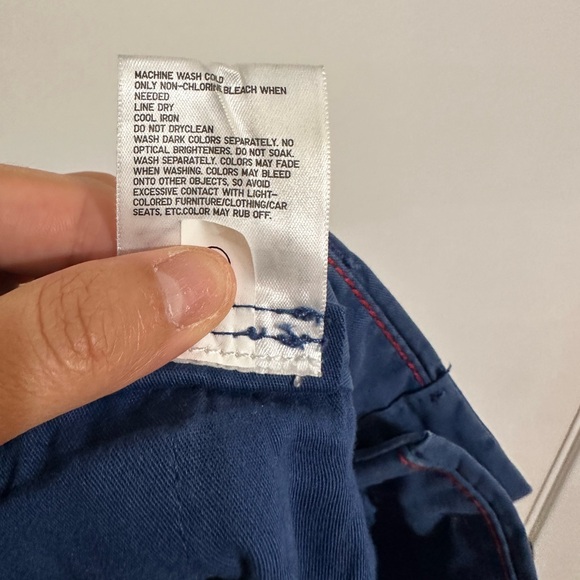 MACHINE WASH COLD
ONLY NON-CHLORINE BLEACH WHEN
NEEDED
LINE DRY
COOL IRON
DO NOT DRYCLEAN
WASH DARK COLORS SEPARATELY. NO
OPTICAL BRIGHTENERS. DO NOT SOAK.
WASH SEPARATELY. COLORS MAY FADE
WHEN WASHING. COLORS MAY BLEED
ONTO OTHER OBJECTS, SO AVOID
EXCESSIVE CONTACT WITH LIGHT-
COLORED FURNITURE/CLOTHING/CAR
SEATS, ETC.COLOR MAY RUB OFF.